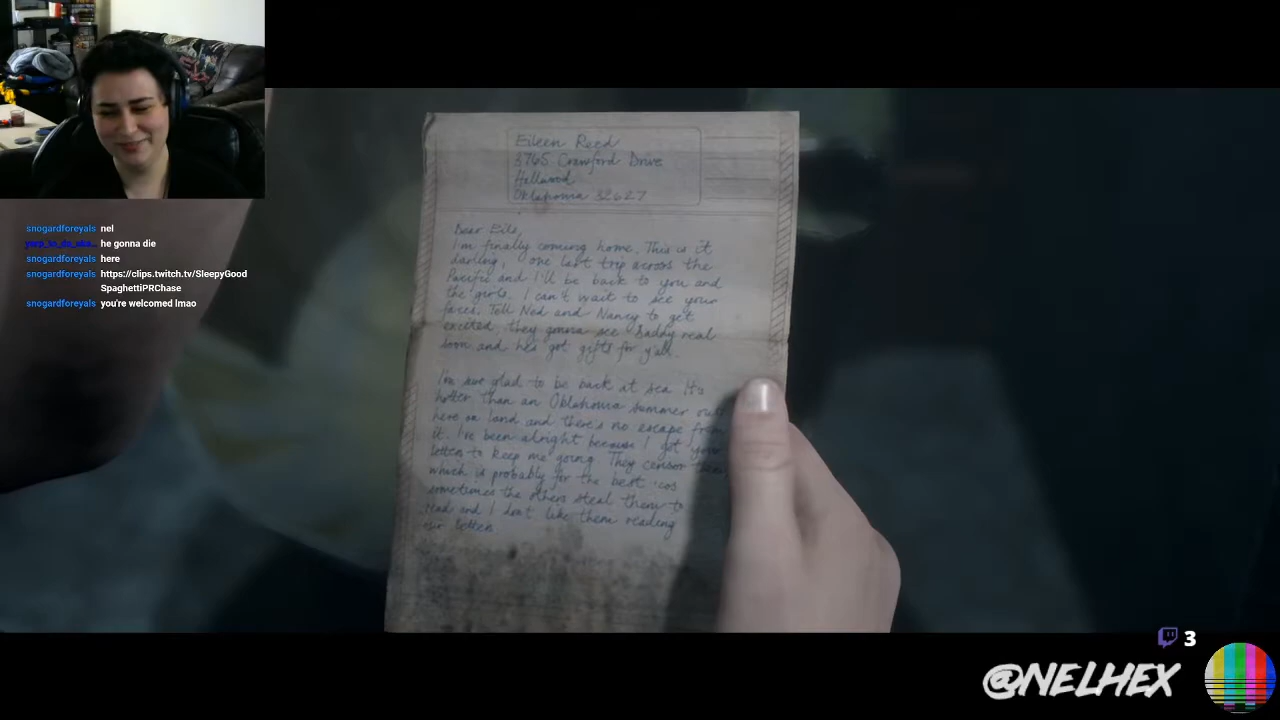 snogardforeyals nel
he gonna die
snogardforeyals here
snogardforeyals https://clips.twitch.tv/SleepyGood
SpaghettiPRChase
snogardforeyals you're welcomed lmao
Eileen Reed
3765 Crawford Drive
Hellwood
Oklahoma 32627
Dear Eile,
I'm finally coming home. This is it
darling, one last trip across the
Pacific and I'll be back to you and
the girls. I can't wait to see your
faces. Tell Ned and Nancy to get
excited, they gonna see Daddy real
soon and he's got gifts for y'all.
I'm sure glad to be back at sea. It's
hotter than an Oklahoma summer out
here on land and there's no escape from
it. I've been alright because I got your
letters to keep me going. They censor them
which is probably for the best 'cos
sometimes the others steal them to
read and I don't like them reading
our letters
3
@NELHEX